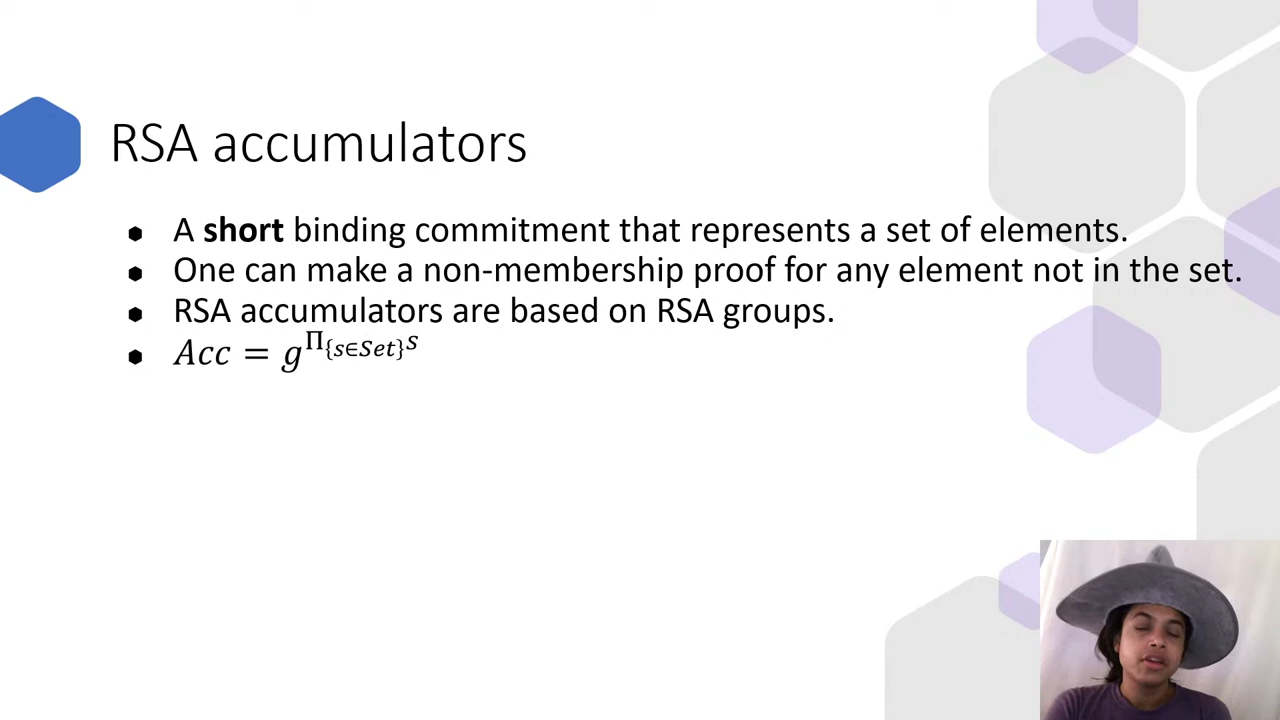 RSA accumulators
A short binding commitment that represents a set of elements.
One can make a non-membership proof for any element not in the set.
RSA accumulators are based on RSA groups.
Acc = g^{Π_{\{s∈Set\}} s}